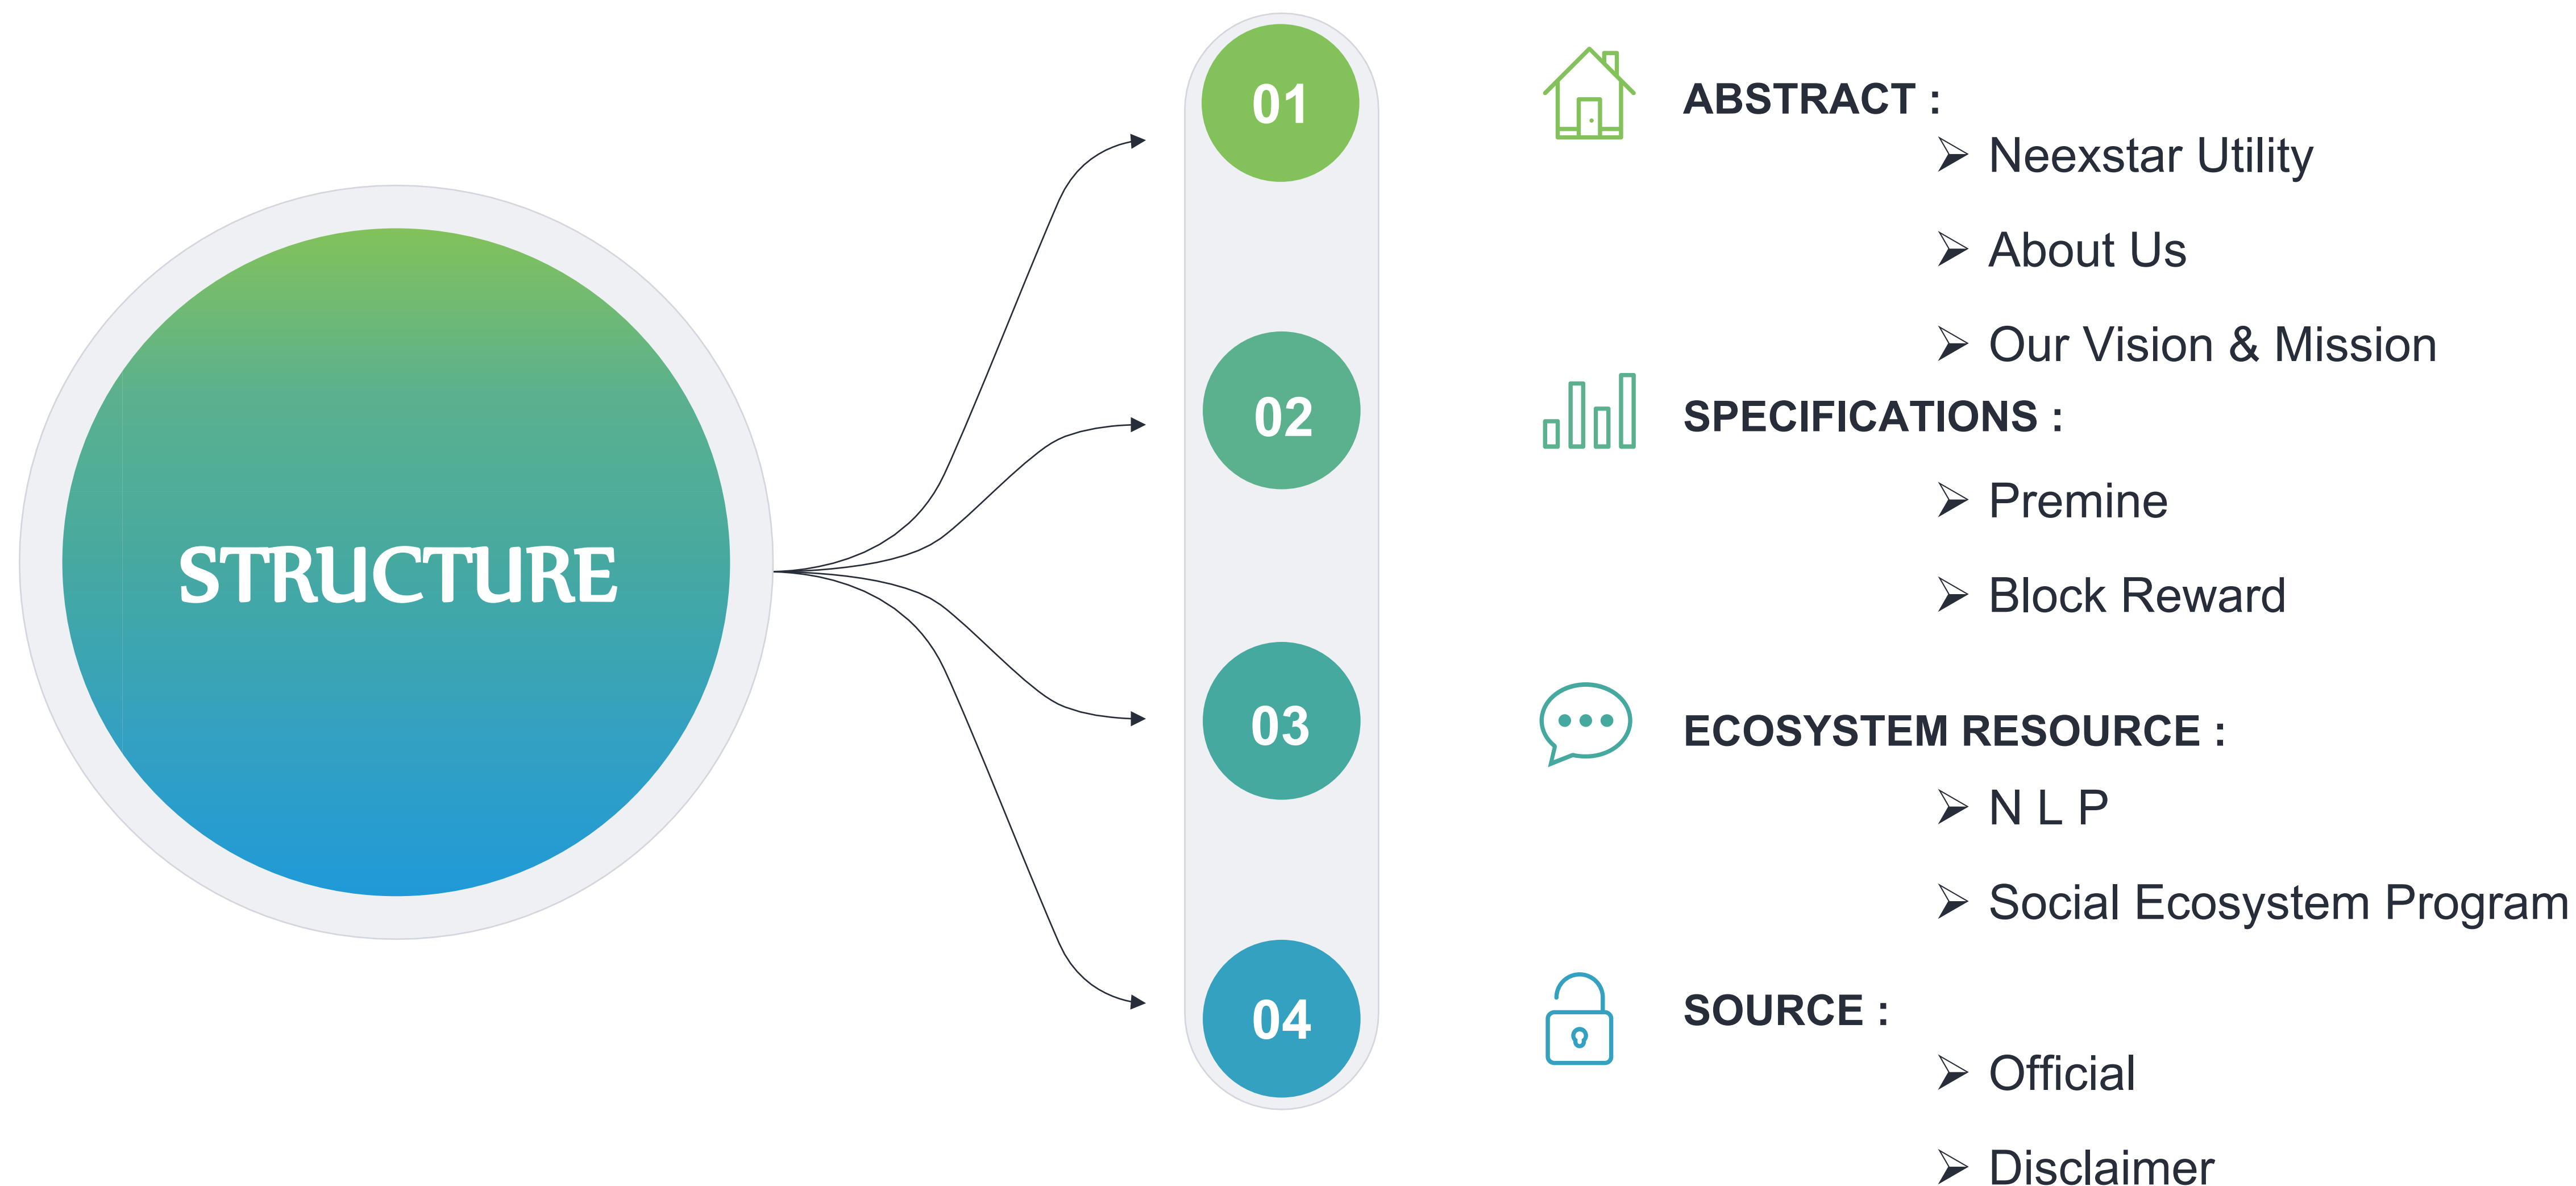 STRUCTURE
01
ABSTRACT :
➢ Neexstar Utility
➢ About Us
➢ Our Vision & Mission
02
SPECIFICATIONS :
➢ Premine
➢ Block Reward
03
ECOSYSTEM RESOURCE :
➢ N L P
➢ Social Ecosystem Program
04
SOURCE :
➢ Official
➢ Disclaimer